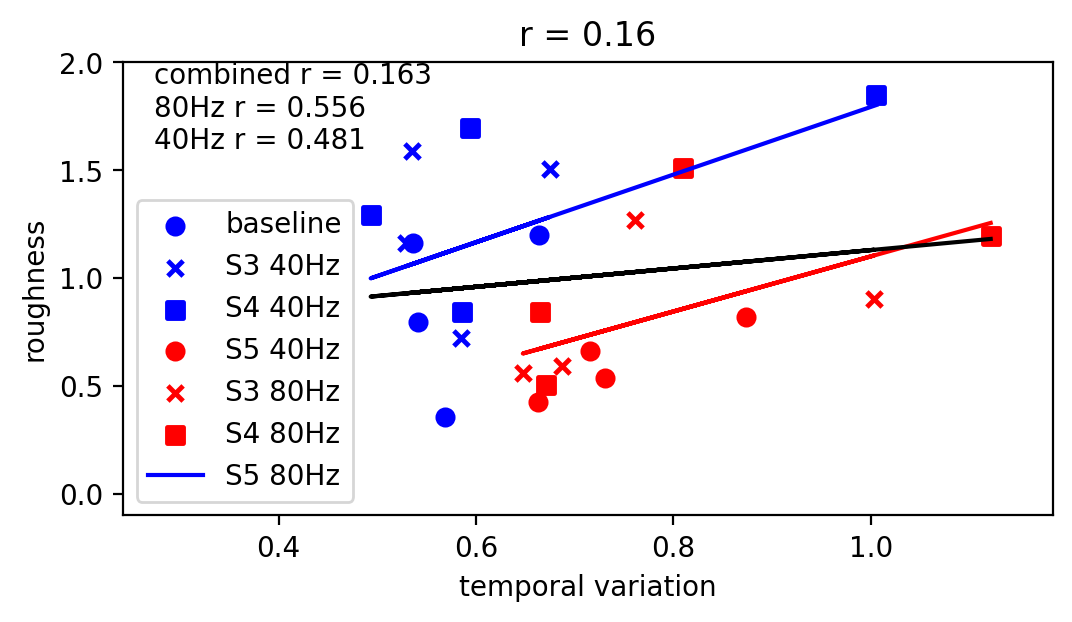 r = 0.16
combined r = 0.163
80Hz r = 0.556
40Hz r = 0.481
2.0
1.5
1.0
0.5
0.0
roughness
baseline
S3 40Hz
S4 40Hz
S5 40Hz
S3 80Hz
S4 80Hz
S5 80Hz
0.4 0.6 0.8 1.0
temporal variation